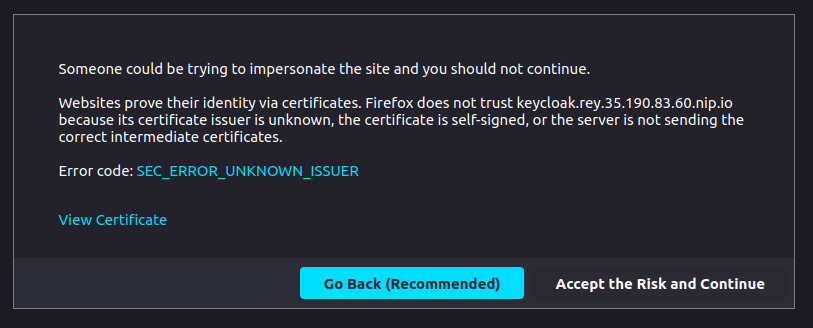 Someone could be trying to impersonate the site and you should not continue.
Websites prove their identity via certificates. Firefox does not trust keycloak.rey.35.190.83.60.nip.io
because its certificate issuer is unknown, the certificate is self-signed, or the server is not sending the
correct intermediate certificates.
Error code: SEC_ERROR_UNKNOWN_ISSUER
View Certificate
Go Back (Recommended)
Accept the Risk and Continue